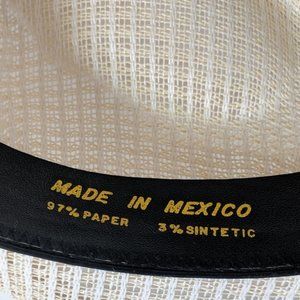 MADE IN MEXICO
97% PAPER 3% SINTETIC